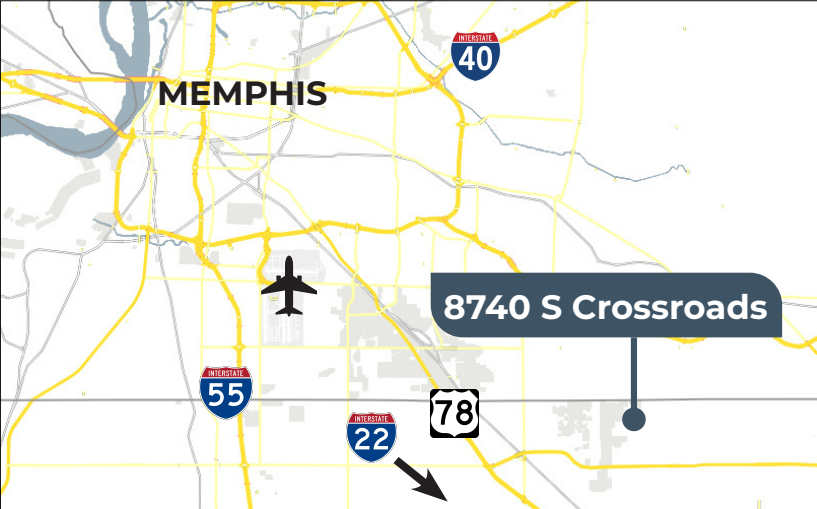 INTERSTATE
40
MEMPHIS
8740 S Crossroads
INTERSTATE
55
78
INTERSTATE
22